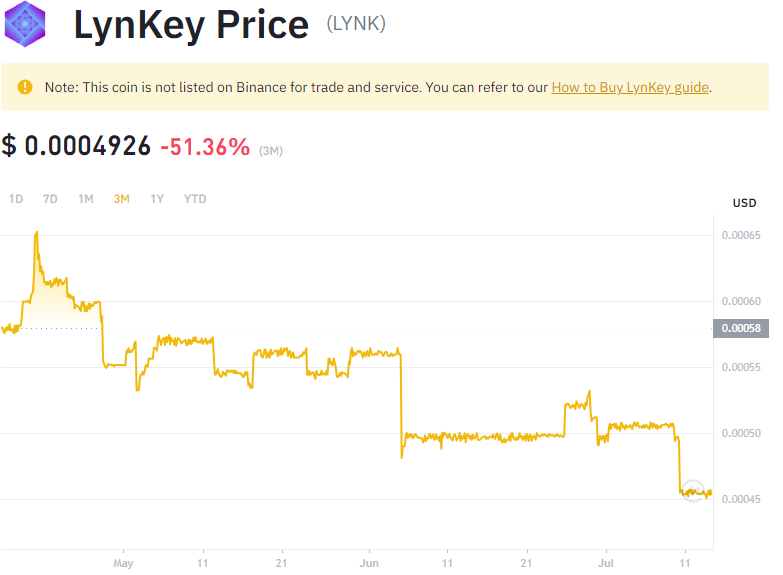 LynKey Price (LYNK)
Note: This coin is not listed on Binance for trade and service. You can refer to our How to Buy LynKey guide.
$ 0.0004926 -51.36% (3M)
1D 7D 1M 3M 1Y YTD
USD
0.00065
0.00060
0.00058
0.00055
0.00050
0.00045
May 11 21 Jun 11 21 Jul 11